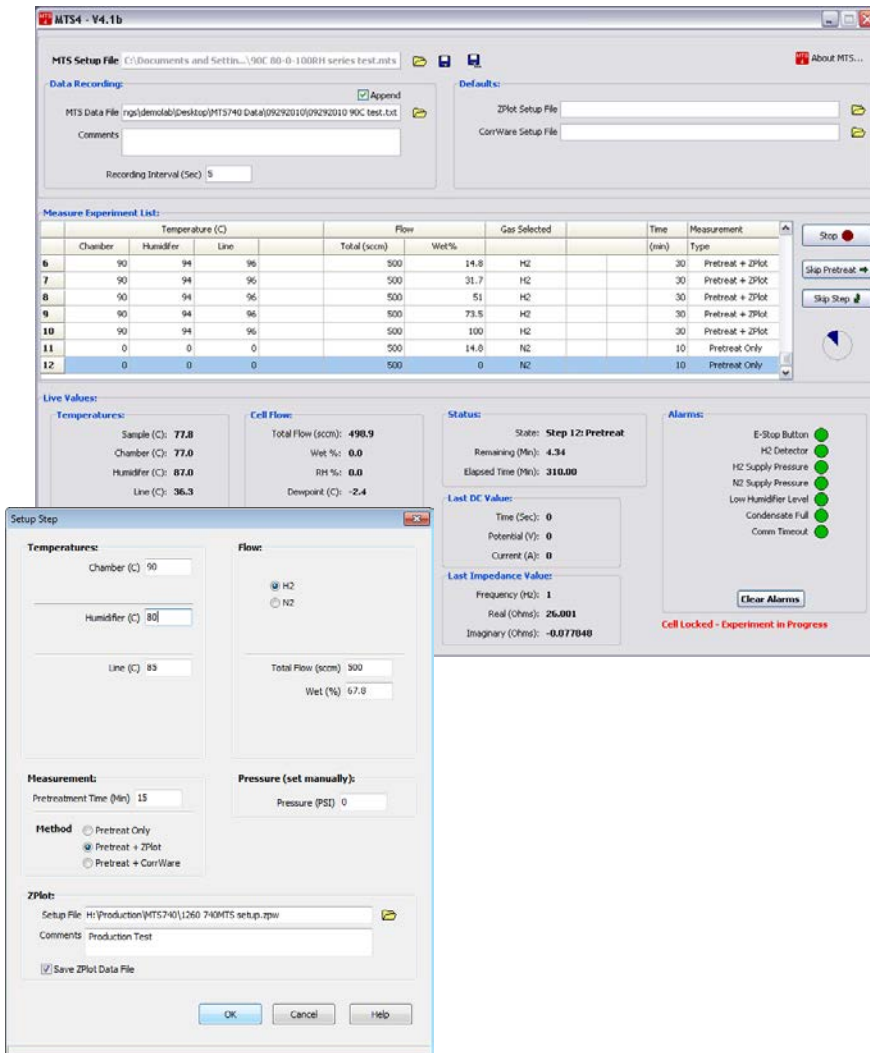 MTS4 - V4.1b
MTS Setup File C:\Documents and Settin...\90C 80-0-100RH series test.mts
About MTS...
Data Recording:
Append
MTS Data File ngs\demolab\Desktop\MTS740 Data\09292010\09292010 90C test.txt
Comments
Recording Interval (Sec) 5
Defaults:
ZPlot Setup File
CorrWare Setup File
Measure Experiment List:
Temperature (C) Flow Gas Selected Time Measurement
Chamber Humidifer Line Total (sccm) Wet% (min) Type
6 90 94 96 500 14.8 H2 30 Pretreat + ZPlot
7 90 94 96 500 31.7 H2 30 Pretreat + ZPlot
8 90 94 96 500 51 H2 30 Pretreat + ZPlot
9 90 94 96 500 73.5 H2 30 Pretreat + ZPlot
10 90 94 96 500 100 H2 30 Pretreat + ZPlot
11 0 0 0 500 14.8 N2 10 Pretreat Only
12 0 0 0 500 0 N2 10 Pretreat Only
Stop
Skip Pretreat
Skip Step
Live Values:
Temperatures:
Sample (C): 77.8
Chamber (C): 77.0
Humidifer (C): 87.0
Line (C): 36.3
Cell Flow:
Total Flow (sccm): 498.9
Wet %: 0.0
RH %: 0.0
Dewpoint (C): -2.4
Status:
State: Step 12: Pretreat
Remaining (Min): 4.34
Elapsed Time (Min): 310.00
Last DC Value:
Time (Sec): 0
Potential (V): 0
Current (A): 0
Last Impedance Value:
Frequency (Hz): 1
Real (Ohms): 26.001
Imaginary (Ohms): -0.077848
Alarms:
E-Stop Button
H2 Detector
H2 Supply Pressure
N2 Supply Pressure
Low Humidifier Level
Condensate Full
Comm Timeout
Clear Alarms
Cell Locked - Experiment in Progress
Setup Step
Temperatures:
Chamber (C) 90
Humidifier (C) 80
Line (C) 85
Flow:
H2
N2
Total Flow (sccm) 500
Wet (%) 67.8
Measurement:
Pretreatment Time (Min) 15
Method Pretreat Only
Pretreat + ZPlot
Pretreat + CorrWare
Pressure (set manually):
Pressure (PSI) 0
ZPlot:
Setup File H:\Production\MTS740\1260 740MTS setup.zpw
Comments Production Test
Save ZPlot Data File
OK Cancel Help